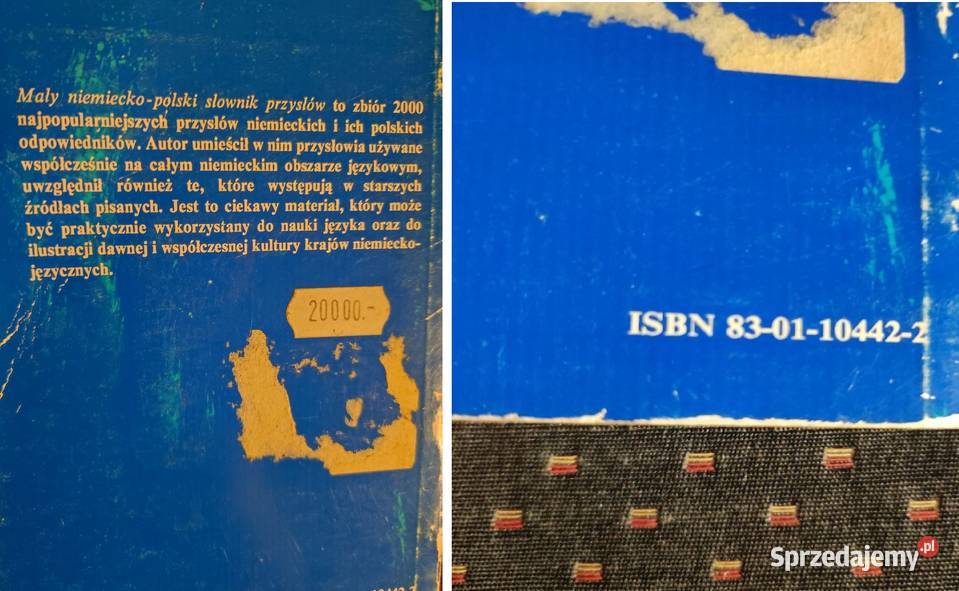 Mały niemiecko-polski słownik przysłów to zbiór 2000
najpopularniejszych przysłów niemieckich i ich polskich
odpowiedników. Autor umieścił w nim przysłowia używane
współcześnie na całym niemieckim obszarze językowym,
uwzględnił również te, które występują w starszych
źródłach pisanych. Jest to ciekawy materiał, który może
być praktycznie wykorzystany do nauki języka oraz do
ilustracji dawnej i współczesnej kultury krajów niemiecko-
języcznych.
20000.-
ISBN 83-01-10442-2
Sprzedajemy.pl